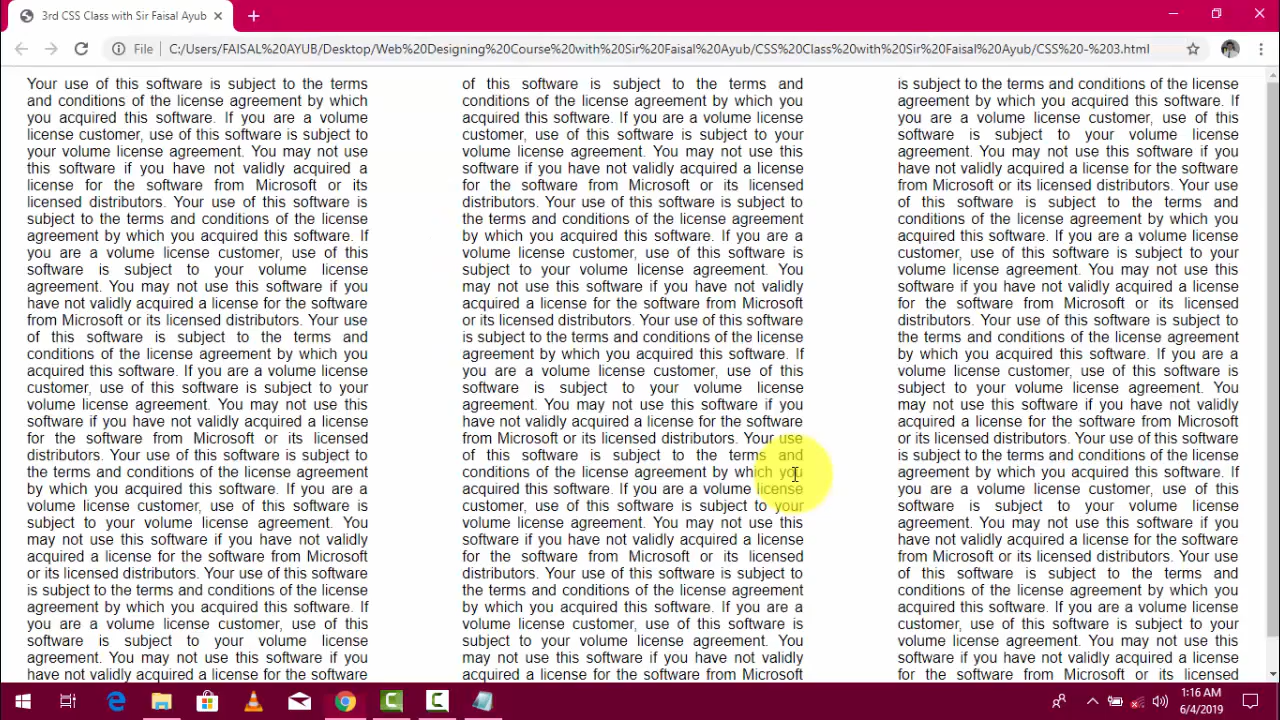 3rd CSS Class with Sir Faisal Ayub
File
C:/Users/FAISAL%20AYUB/Desktop/Web%20Designing%20Course%20with%20Sir%20Faisal%20Ayub/CSS%20Class%20with%20Sir%20Faisal%20Ayub/CSS%20-%203.html
Your use of this software is subject to the terms
and conditions of the license agreement by which
you acquired this software. If you are a volume
license customer, use of this software is subject to
your volume license agreement. You may not use
this software if you have not validly acquired a
license for the software from Microsoft or its
licensed distributors. Your use of this software is
subject to the terms and conditions of the license
agreement by which you acquired this software. If
you are a volume license customer, use of this
software is subject to your volume license
agreement. You may not use this software if you
have not validly acquired a license for the software
from Microsoft or its licensed distributors. Your use
of this software is subject to the terms and
conditions of the license agreement by which you
acquired this software. If you are a volume license
customer, use of this software is subject to your
volume license agreement. You may not use this
software if you have not validly acquired a license
for the software from Microsoft or its licensed
distributors. Your use of this software is subject to
the terms and conditions of the license agreement
by which you acquired this software. If you are a
volume license customer, use of this software is
subject to your volume license agreement. You
may not use this software if you have not validly
acquired a license for the software from Microsoft
or its licensed distributors. Your use of this software
is subject to the terms and conditions of the license
agreement by which you acquired this software. If
you are a volume license customer, use of this
software is subject to your volume license
agreement. You may not use this software if you
have not validly acquired a license for the software
of this software is subject to the terms and
conditions of the license agreement by which you
acquired this software. If you are a volume license
customer, use of this software is subject to your
volume license agreement. You may not use this
software if you have not validly acquired a license
for the software from Microsoft or its licensed
distributors. Your use of this software is subject to
the terms and conditions of the license agreement
by which you acquired this software. If you are a
volume license customer, use of this software is
subject to your volume license agreement. You
may not use this software if you have not validly
acquired a license for the software from Microsoft
or its licensed distributors. Your use of this software
is subject to the terms and conditions of the license
agreement by which you acquired this software. If
you are a volume license customer, use of this
software is subject to your volume license
agreement. You may not use this software if you
have not validly acquired a license for the software
from Microsoft or its licensed distributors. Your use
of this software is subject to the terms and
conditions of the license agreement by which you
acquired this software. If you are a volume license
customer, use of this software is subject to your
volume license agreement. You may not use this
software if you have not validly acquired a license
for the software from Microsoft or its licensed
distributors. Your use of this software is subject to
the terms and conditions of the license agreement
by which you acquired this software. If you are a
volume license customer, use of this software is
subject to your volume license agreement. You
may not use this software if you have not validly
acquired a license for the software from Microsoft
is subject to the terms and conditions of the license
agreement by which you acquired this software. If
you are a volume license customer, use of this
software is subject to your volume license
agreement. You may not use this software if you
have not validly acquired a license for the software
from Microsoft or its licensed distributors. Your use
of this software is subject to the terms and
conditions of the license agreement by which you
acquired this software. If you are a volume license
customer, use of this software is subject to your
volume license agreement. You may not use this
software if you have not validly acquired a license
for the software from Microsoft or its licensed
distributors. Your use of this software is subject to
the terms and conditions of the license agreement
by which you acquired this software. If you are a
volume license customer, use of this software is
subject to your volume license agreement. You
may not use this software if you have not validly
acquired a license for the software from Microsoft
or its licensed distributors. Your use of this software
is subject to the terms and conditions of the license
agreement by which you acquired this software. If
you are a volume license customer, use of this
software is subject to your volume license
agreement. You may not use this software if you
have not validly acquired a license for the software
from Microsoft or its licensed distributors. Your use
of this software is subject to the terms and
conditions of the license agreement by which you
acquired this software. If you are a volume license
customer, use of this software is subject to your
volume license agreement. You may not use this
software if you have not validly acquired a license
for the software from Microsoft or its licensed
1:16 AM
6/4/2019